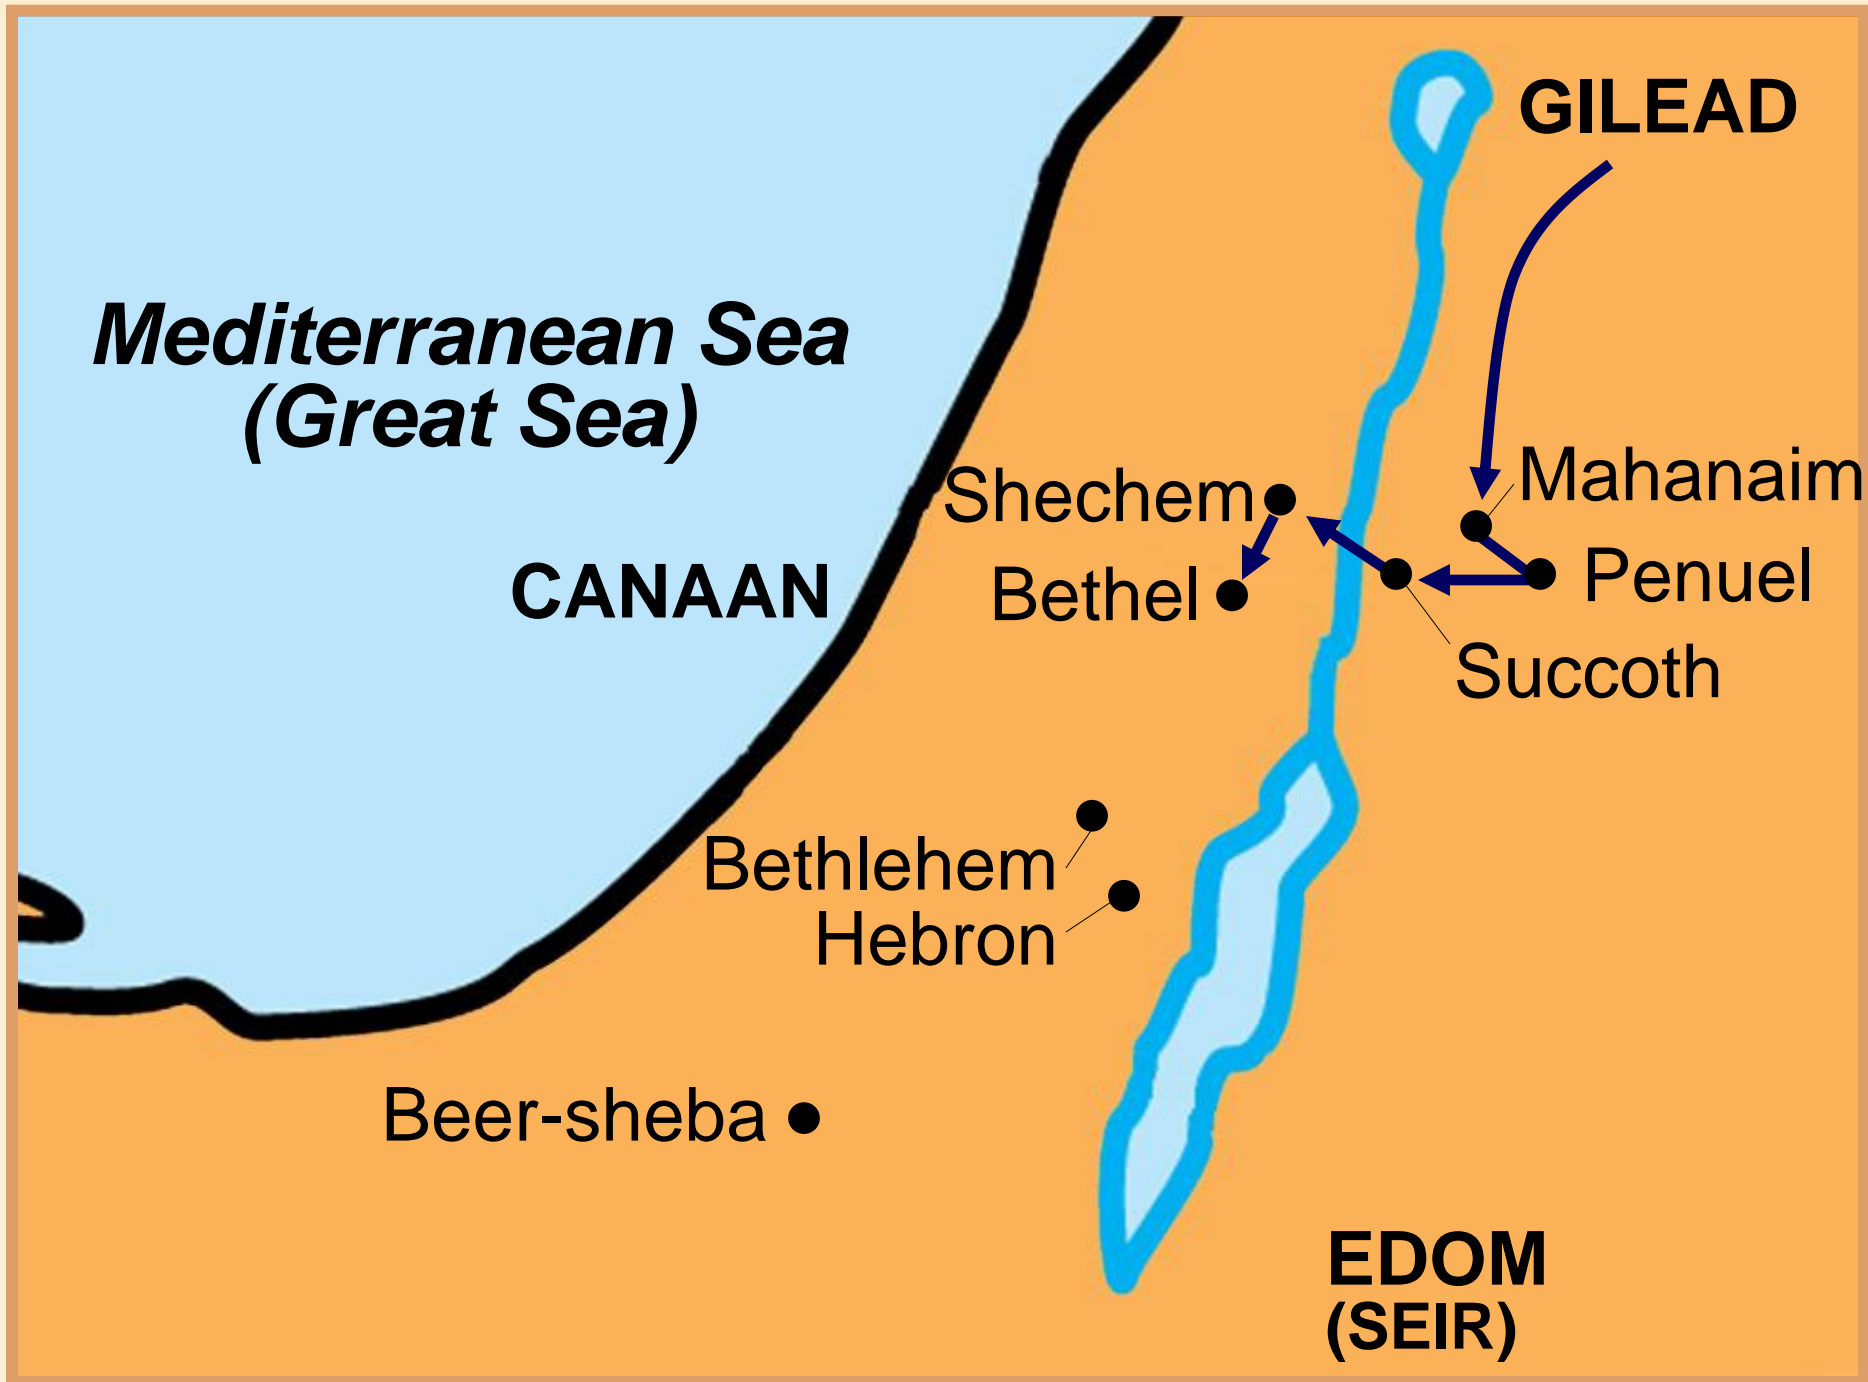 GILEAD
Mediterranean Sea
(Great Sea)
Mahanaim
Shechem
Penuel
CANAAN
Bethel
Succoth
Bethlehem
Hebron
Beer-sheba
EDOM
(SEIR)